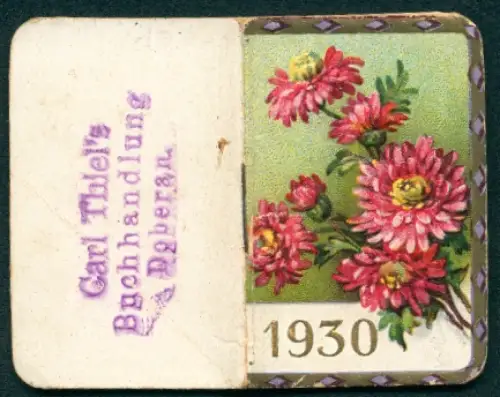 Carl Thiel's
Buchhandlung
Doberan.
1930